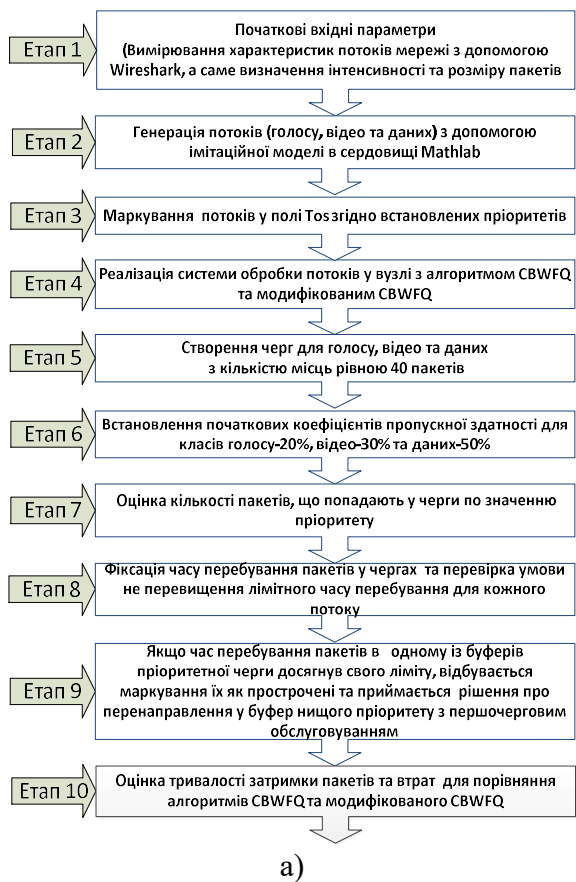 Етап 1
Початкові вхідні параметри
(Вимірювання характеристик потоків мережі з допомогою
Wireshark, а саме визначення інтенсивності та розміру пакетів
Етап 2
Генерація потоків (голосу, відео та даних) з допомогою
імітаційної моделі в сердовищі Mathlab
Етап 3
Маркування потоків у полі Tos згідно встановлених пріоритетів
Етап 4
Реалізація системи обробки потоків у вузлі з алгоритмом CBWFQ
та модифікованим CBWFQ
Етап 5
Створення черг для голосу, відео та даних
з кількістю місць рівною 40 пакетів
Етап 6
Встановлення початкових коефіцієнтів пропускної здатності для
класів голосу-20%, відео-30% та даних-50%
Етап 7
Оцінка кількості пакетів, що попадають у черги по значенню
пріоритету
Етап 8
Фіксація часу перебування пакетів у чергах та перевірка умови
не перевищення лімітного часу перебування для кожного
потоку
Етап 9
Якщо час перебування пакетів в одному із буферів
пріоритетної черги досягнув свого ліміту, відбувається
маркування їх як прострочені та приймається рішення про
перенаправлення у буфер нищого пріоритету з першочерговим
обслуговуванням
Етап 10
Оцінка тривалості затримки пакетів та втрат для порівняння
алгоритмів CBWFQ та модифікованого CBWFQ
а)